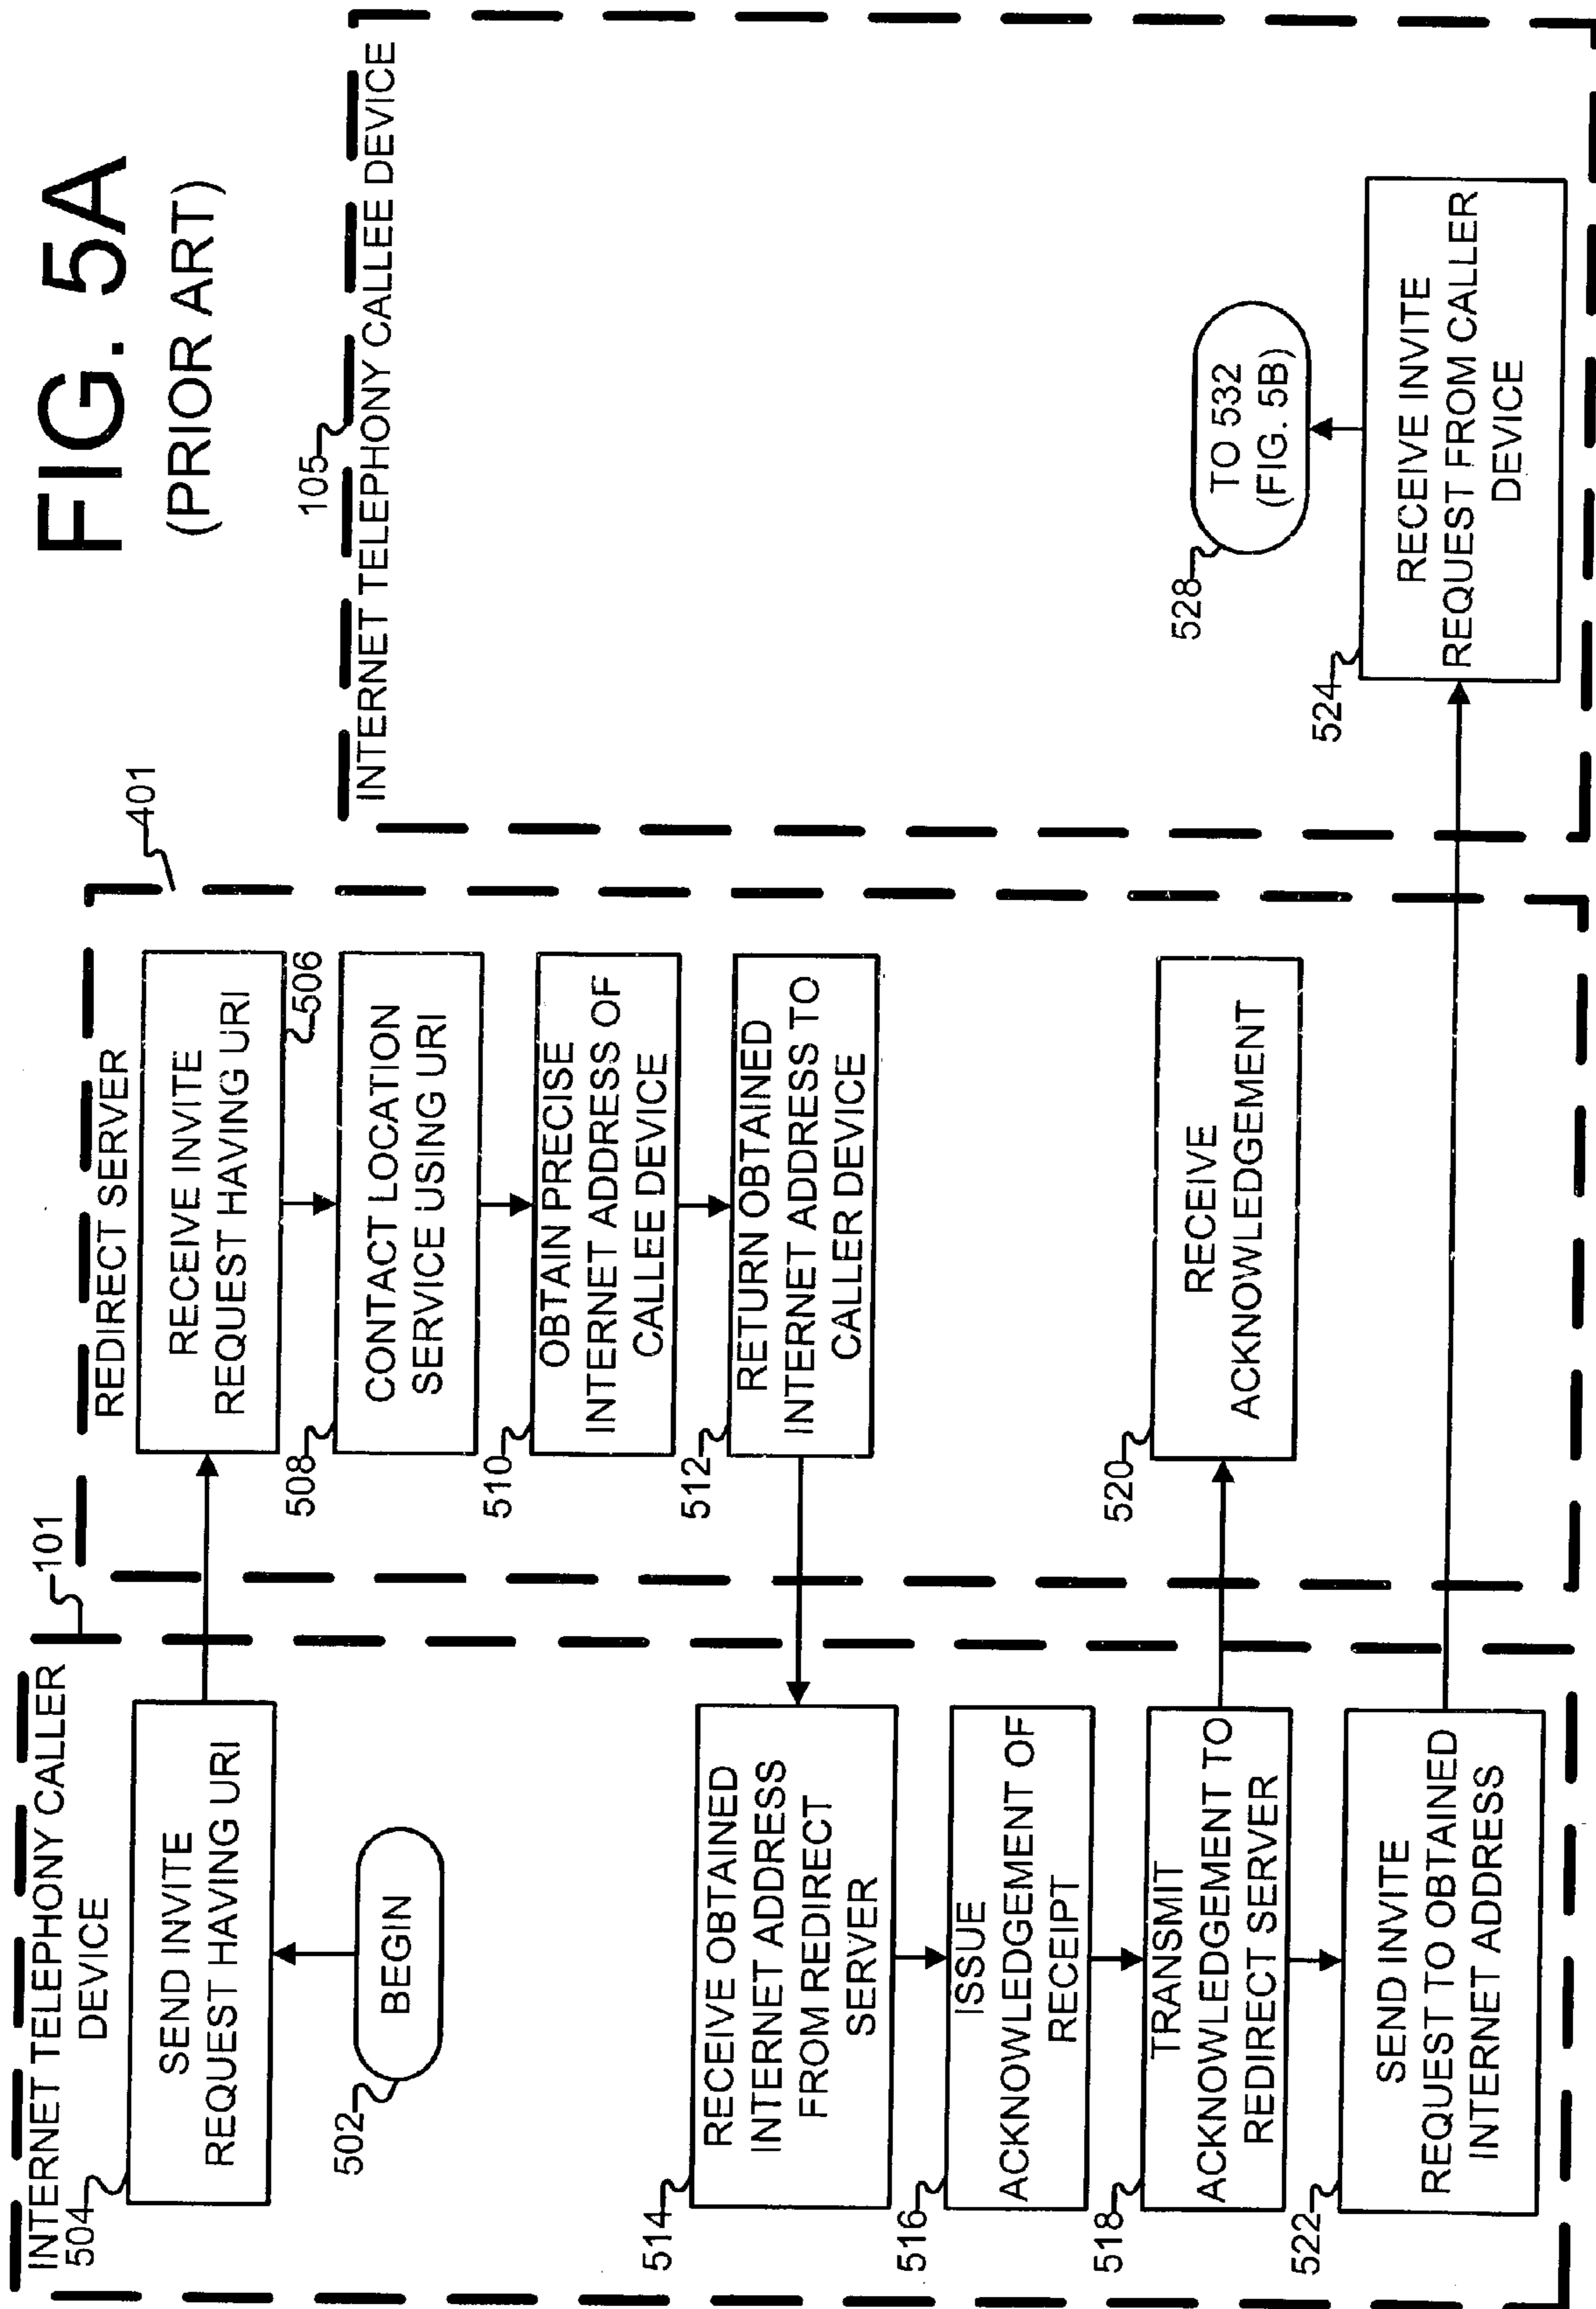 FIG. 5A
(PRIOR ART)
INTERNET TELEPHONY CALLER
DEVICE
101
504
SEND INVITE
REQUEST HAVING URI
502
BEGIN
514
RECEIVE OBTAINED
INTERNET ADDRESS
FROM REDIRECT
SERVER
516
ISSUE
ACKNOWLEDGEMENT OF
RECEIPT
518
TRANSMIT
ACKNOWLEDGEMENT TO
REDIRECT SERVER
522
SEND INVITE
REQUEST TO OBTAINED
INTERNET ADDRESS
REDIRECT SERVER
401
RECEIVE INVITE
REQUEST HAVING URI
506
508
CONTACT LOCATION
SERVICE USING URI
510
OBTAIN PRECISE
INTERNET ADDRESS OF
CALLEE DEVICE
512
RETURN OBTAINED
INTERNET ADDRESS TO
CALLER DEVICE
520
RECEIVE
ACKNOWLEDGEMENT
105
INTERNET TELEPHONY CALLEE DEVICE
528
TO 532
(FIG. 5B)
524
RECEIVE INVITE
REQUEST FROM CALLER
DEVICE